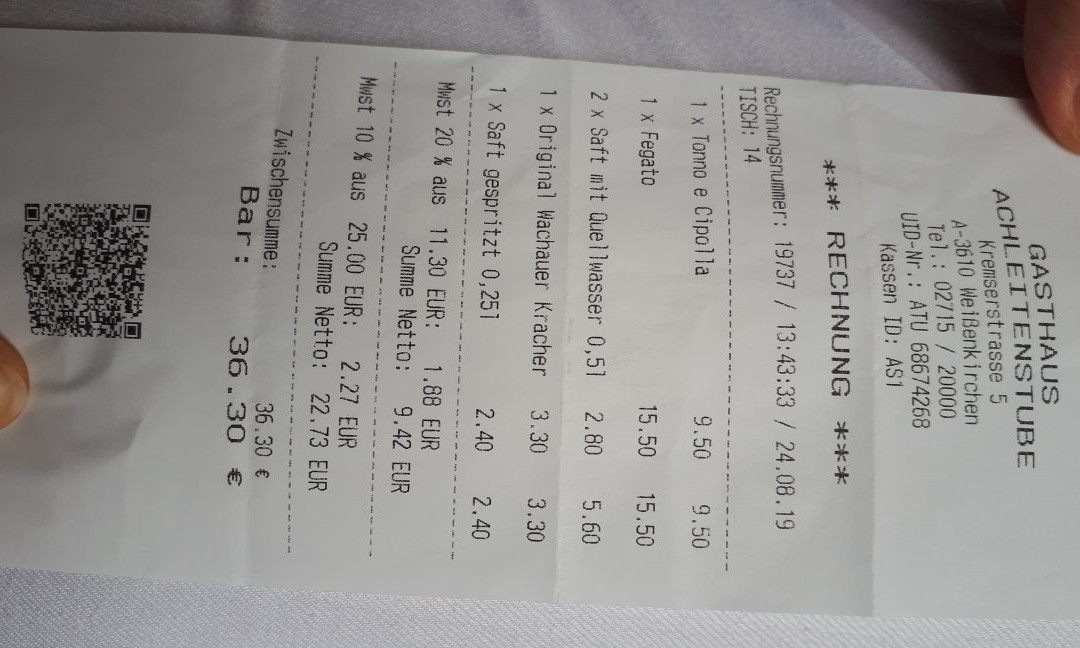 GASTHAUS
ACHLEITENSTUBE
Kremserstrasse 5
A-3610 Weißenkirchen
Tel.: 02715 / 20000
UID-Nr.: ATU 68674268
Kassen ID: AS1
*** RECHNUNG ***
Rechnungsnummer: 19737 / 13:43:33 / 24.08.19
TISCH: 14
1 x Tonno e Cipolla 9.50 9.50
1 x Fegato 15.50 15.50
2 x Saft mit Quellwasser 0,5l 2.80 5.60
1 x Original Wachauer Kracher 3.30 3.30
1 x Saft gespritzt 0,25l 2.40 2.40
Mwst 20 % aus 11.30 EUR: 1.88 EUR
Summe Netto: 9.42 EUR
Mwst 10 % aus 25.00 EUR: 2.27 EUR
Summe Netto: 22.73 EUR
Zwischensumme: 36.30 €
Bar: 36.30 €